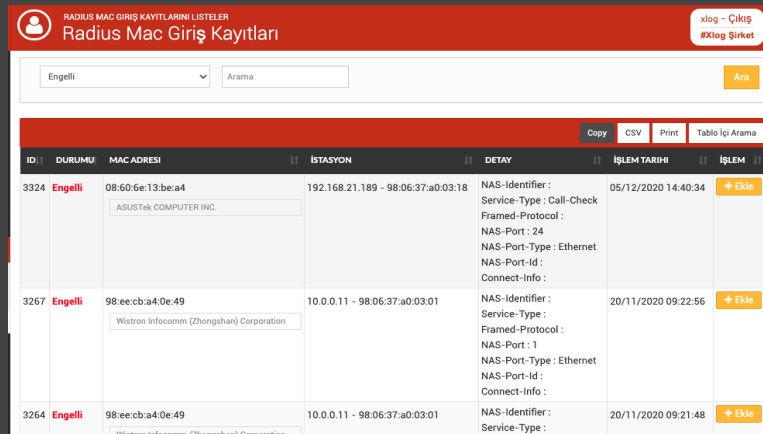 RADIUS MAC GIRIŞ KAYITLARINI LISTELER
Radius Mac Giriş Kayıtları
xlog - Çıkış
#Xlog Şirket
Engelli
Arama
Ara
Copy CSV Print Tablo İçi Arama
ID DURUMU MAC ADRESI İSTASYON DETAY İŞLEM TARIHI İŞLEM
3324 Engelli 08:60:6e:13:be:a4 192.168.21.189 - 98:06:37:a0:03:18 NAS-Identifier : 05/12/2020 14:40:34 + Ekle
ASUSTek COMPUTER INC.
Service-Type : Call-Check
Framed-Protocol :
NAS-Port : 24
NAS-Port-Type : Ethernet
NAS-Port-Id :
Connect-Info :
3267 Engelli 98:ee:cb:a4:0e:49 10.0.0.11 - 98:06:37:a0:03:01 NAS-Identifier : 20/11/2020 09:22:56 + Ekle
Wistron Infocomm (Zhongshan) Corporation
Service-Type :
Framed-Protocol :
NAS-Port : 1
NAS-Port-Type : Ethernet
NAS-Port-Id :
Connect-Info :
3264 Engelli 98:ee:cb:a4:0e:49 10.0.0.11 - 98:06:37:a0:03:01 NAS-Identifier : 20/11/2020 09:21:48 + Ekle
Wistron Infocomm (Zhongshan) Corporation
Service-Type :